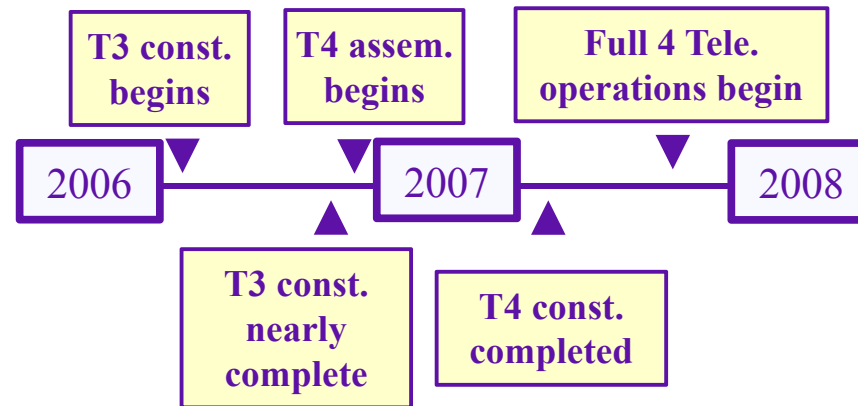 T3 const.
begins
T4 assem.
begins
Full 4 Tele.
operations begin
2006
2007
2008
T3 const.
nearly
complete
T4 const.
completed